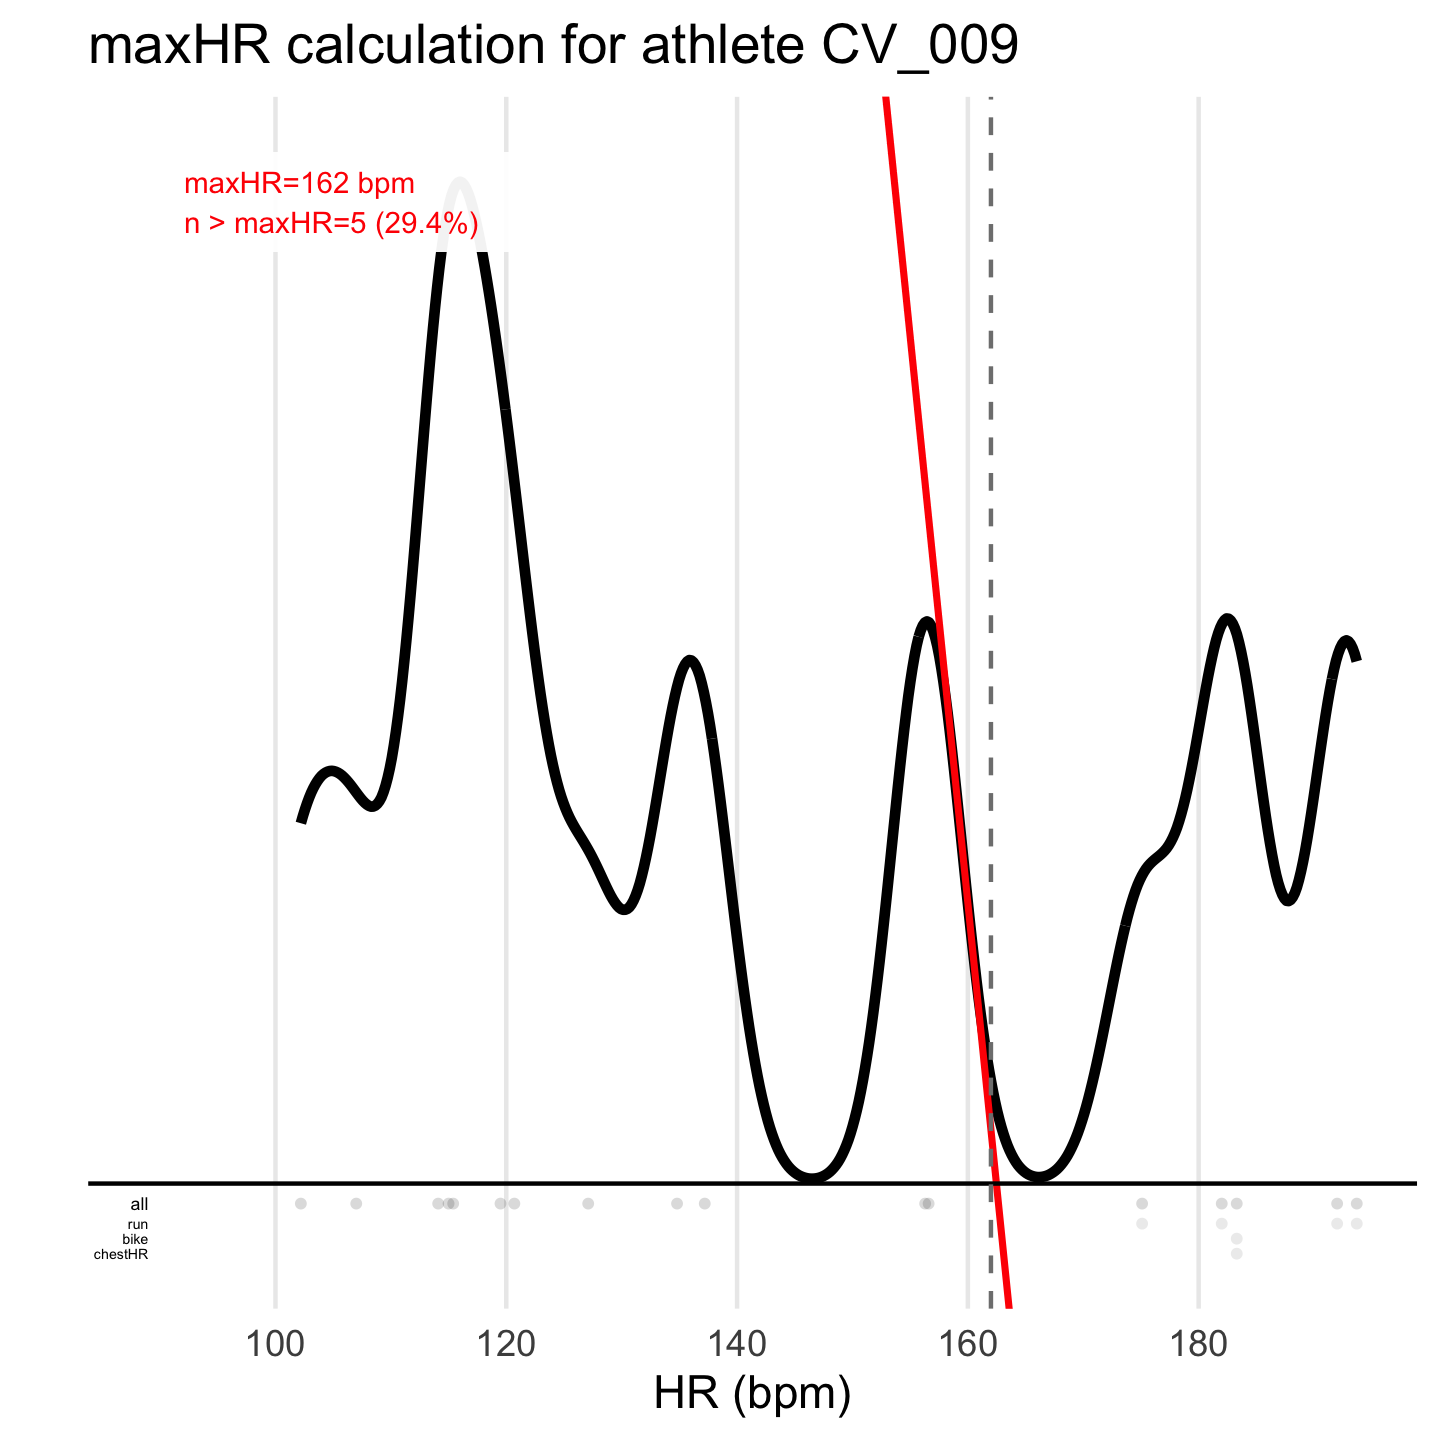 maxHR calculation for athlete CV_009
maxHR=162 bpm
n > maxHR=5 (29.4%)
all
run
bike
chestHR
100 120 140 160 180
HR (bpm)